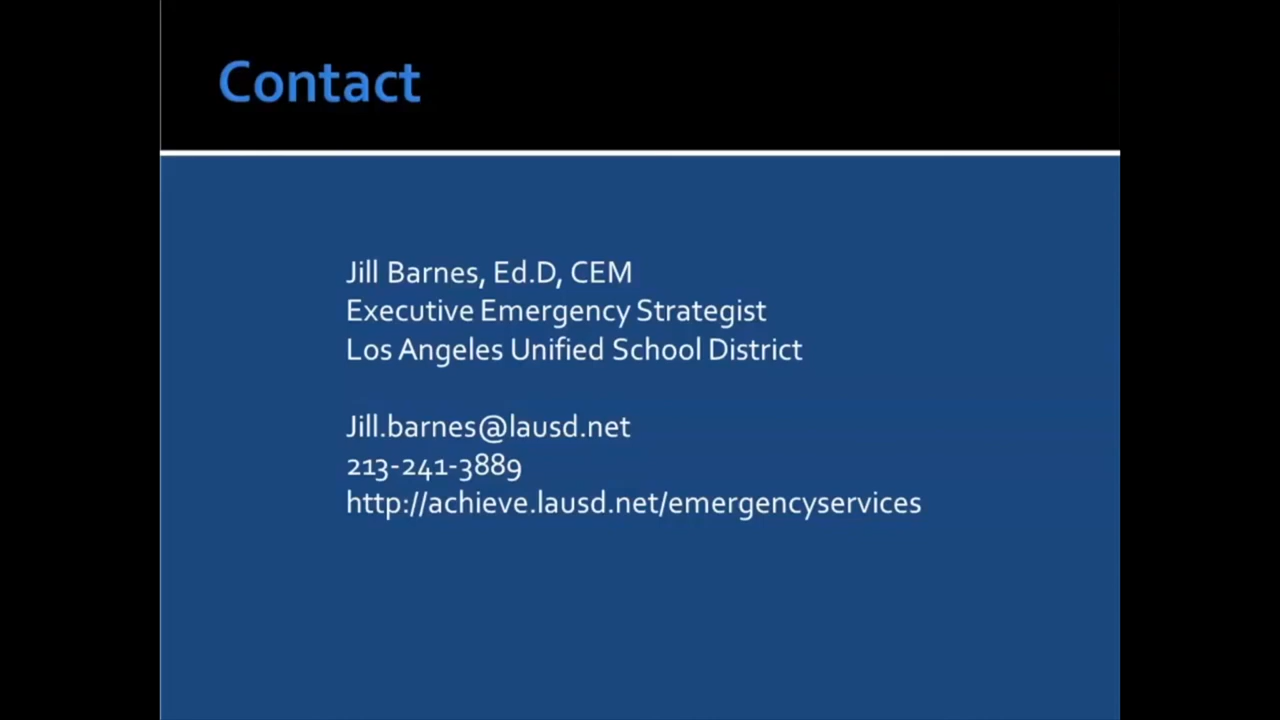 Contact
Jill Barnes, Ed.D, CEM
Executive Emergency Strategist
Los Angeles Unified School District
Jill.barnes@lausd.net
213-241-3889
http://achieve.lausd.net/emergencyservices